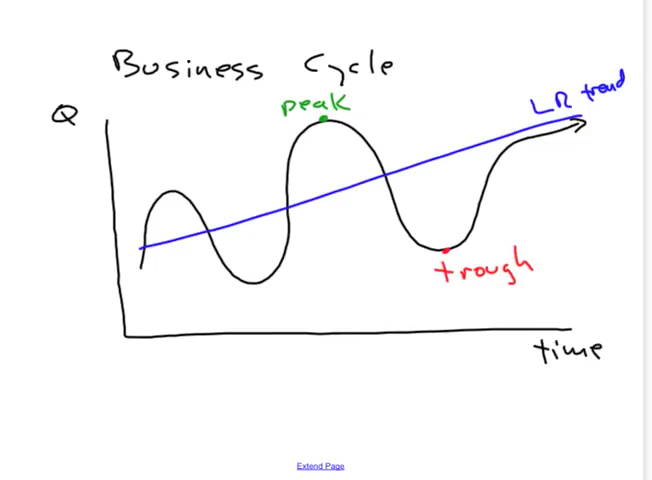 Business Cycle
peak
LR trend
Q
trough
time
Extend Page